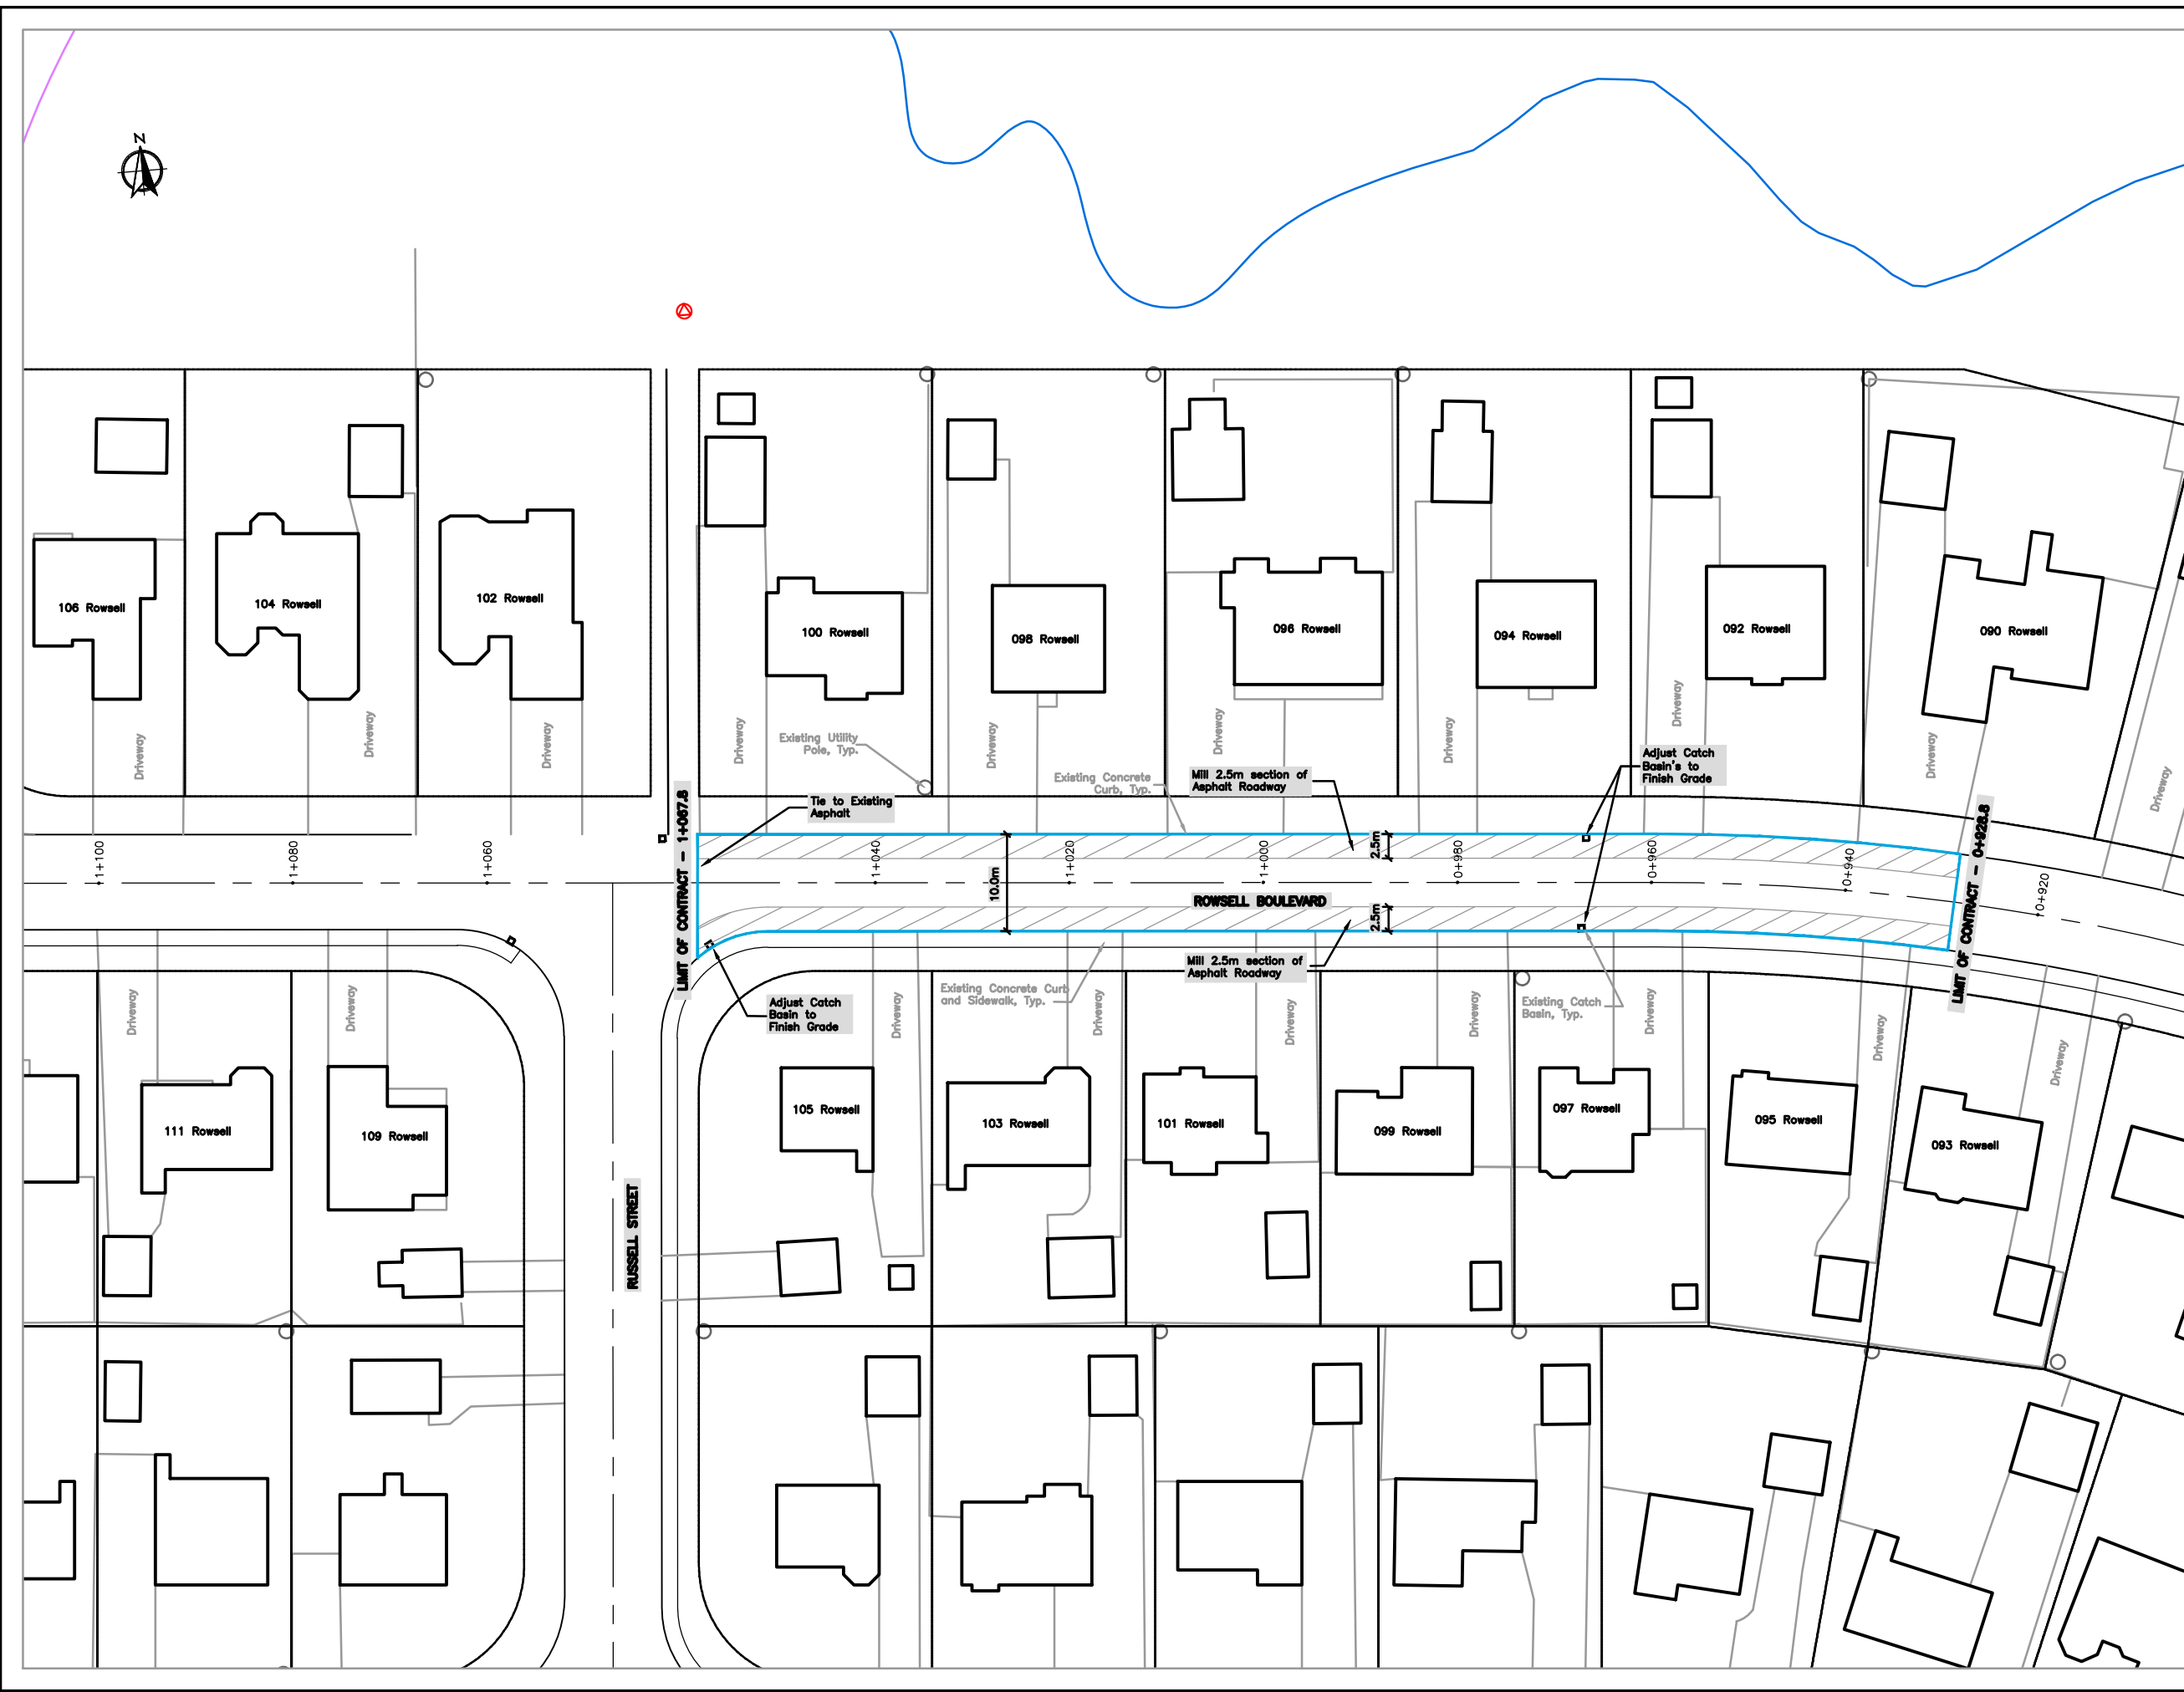 N
106 Rowsell
104 Rowsell
102 Rowsell
100 Rowsell
098 Rowsell
096 Rowsell
094 Rowsell
092 Rowsell
090 Rowsell
Driveway
Driveway
Driveway
Driveway
Driveway
Driveway
Driveway
Driveway
Driveway
Driveway
Existing Utility
Pole, Typ.
Existing Concrete
Curb, Typ.
Mill 2.5m section of
Asphalt Roadway
Adjust Catch
Basin's to
Finish Grade
Tie to Existing
Asphalt
LIMIT OF CONTRACT - 1+067.8
LIMIT OF CONTRACT - 0+928.8
1+100
1+080
1+060
1+040
1+020
1+000
0+980
0+960
0+940
0+920
10.0m
2.5m
2.5m
ROWSELL BOULEVARD
Mill 2.5m section of
Asphalt Roadway
Existing Concrete Curb
and Sidewalk, Typ.
Existing Catch
Basin, Typ.
Adjust Catch
Basin to
Finish Grade
Driveway
Driveway
Driveway
Driveway
Driveway
Driveway
Driveway
Driveway
Driveway
111 Rowsell
109 Rowsell
105 Rowsell
103 Rowsell
101 Rowsell
099 Rowsell
097 Rowsell
095 Rowsell
093 Rowsell
RUSSELL STREET